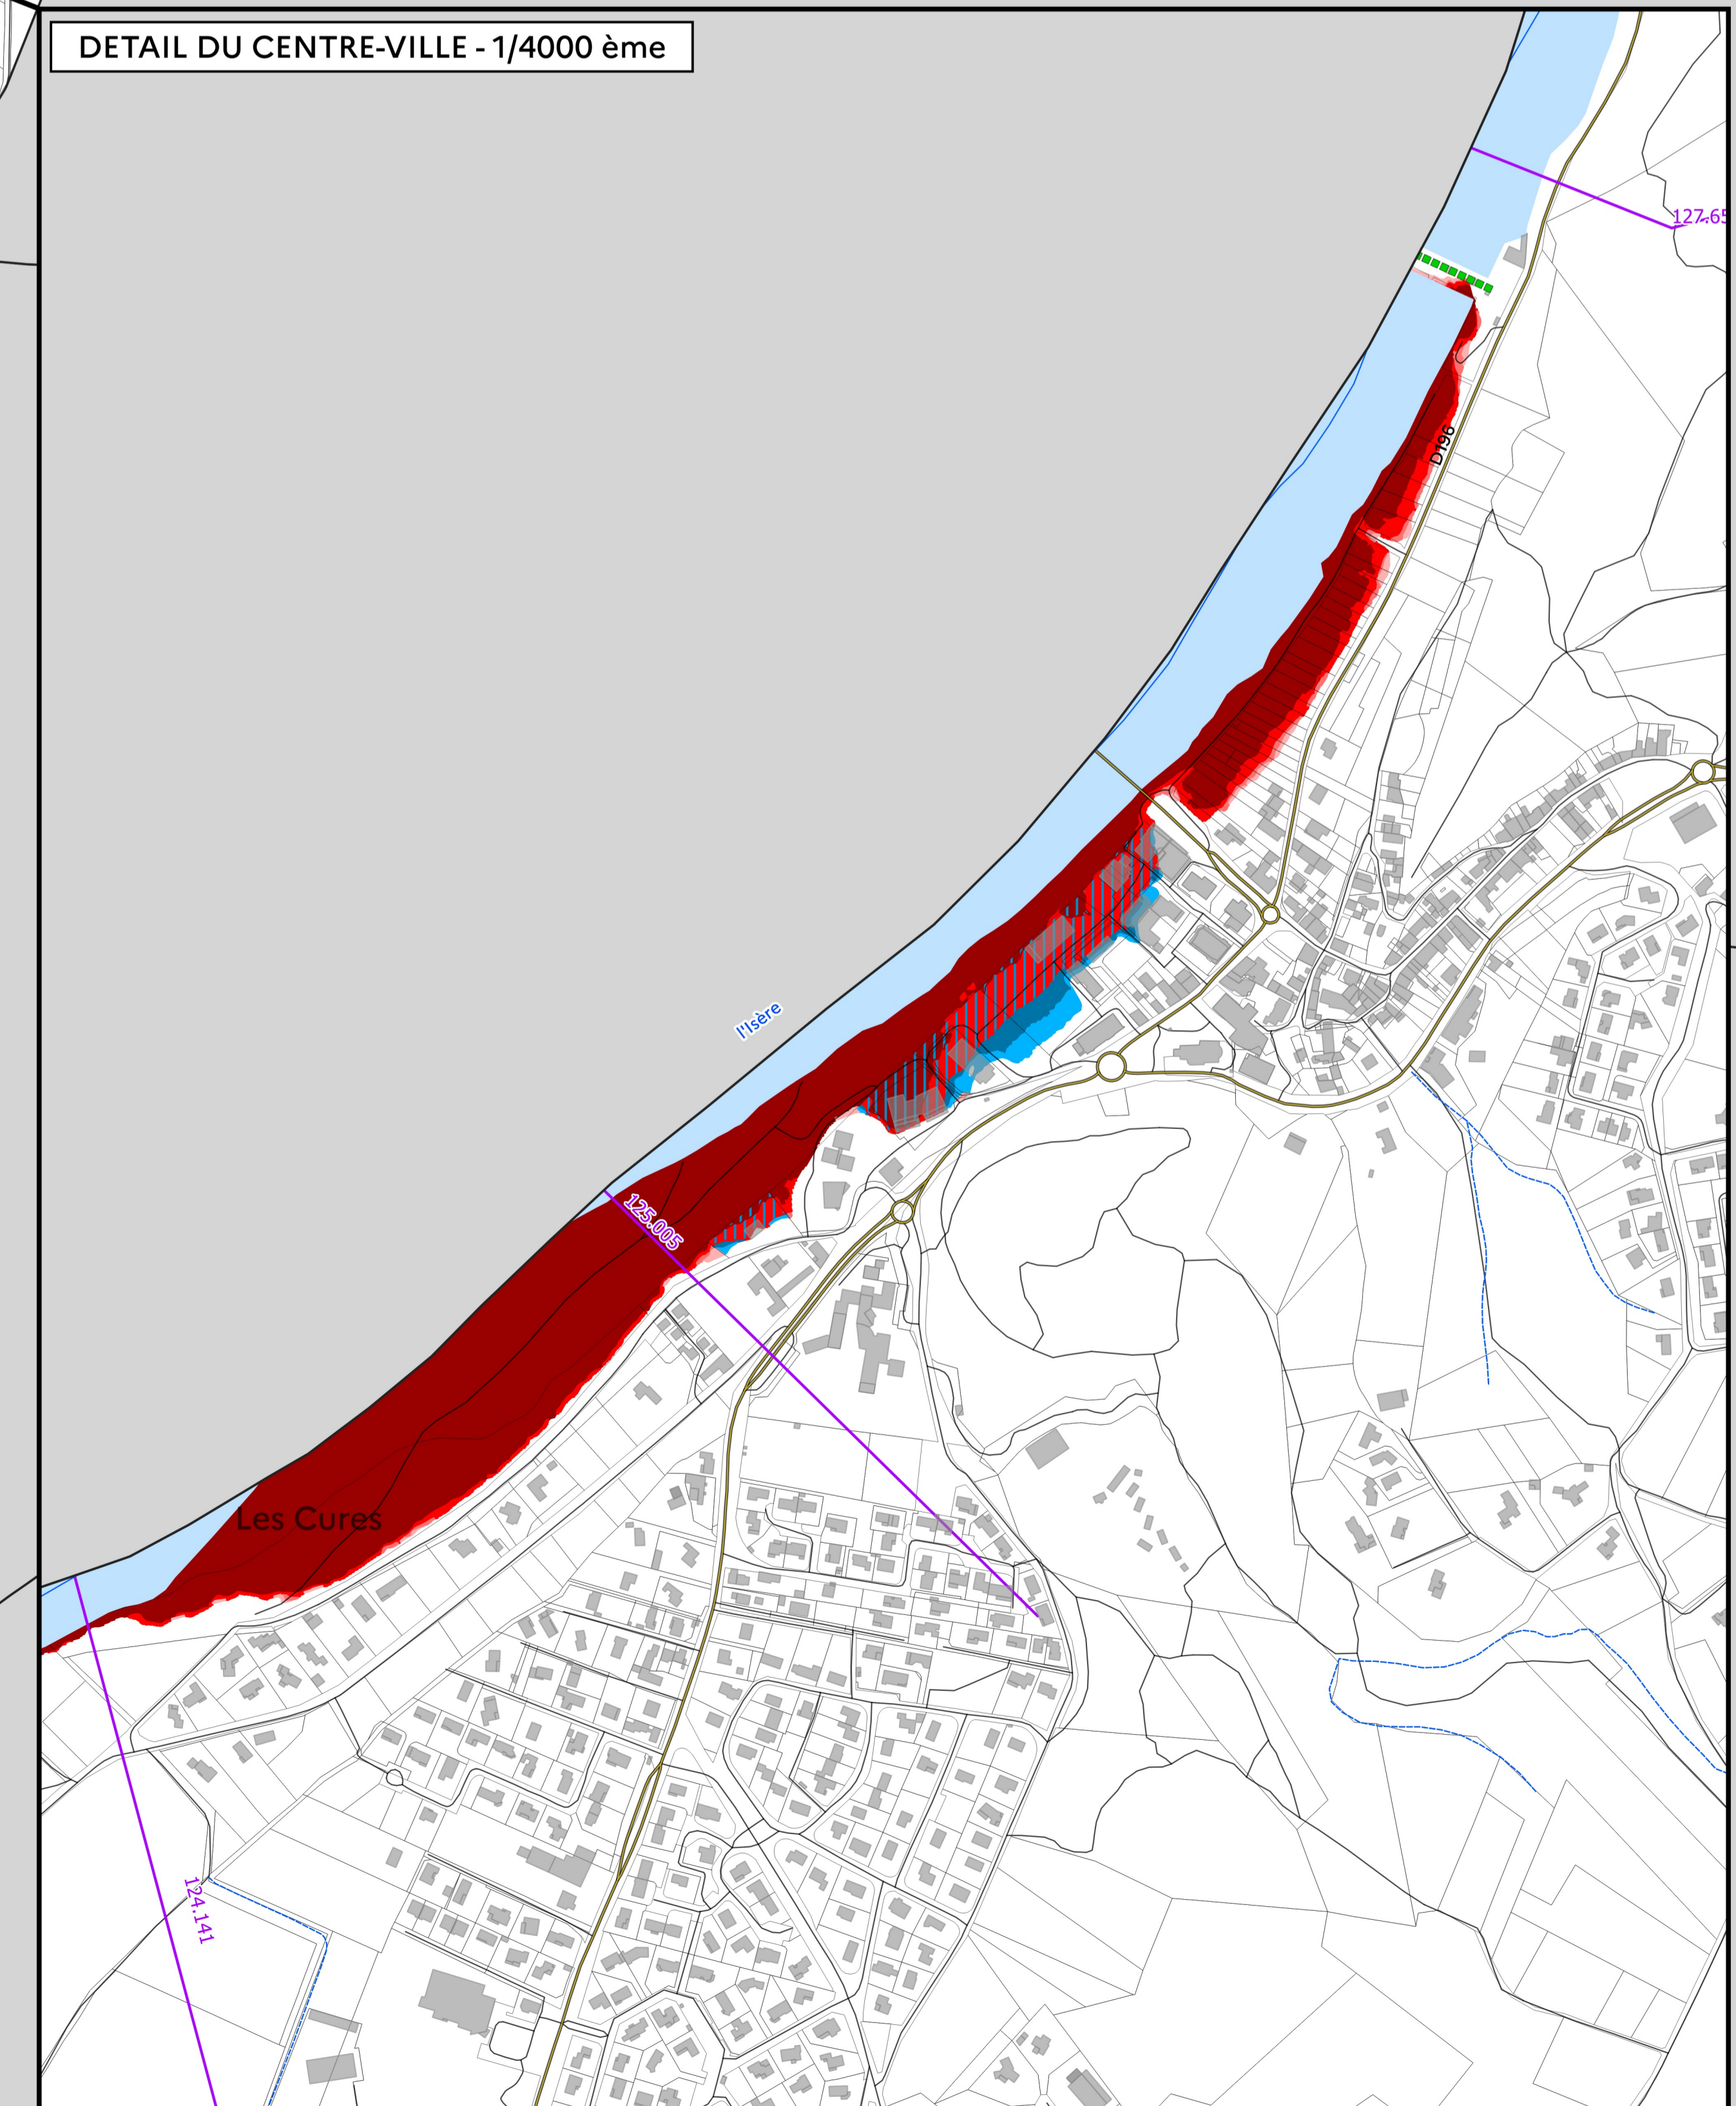 DETAIL DU CENTRE-VILLE - 1/4000 ème
127.65
D196
l'Isère
125.005
Les Cures
124.141